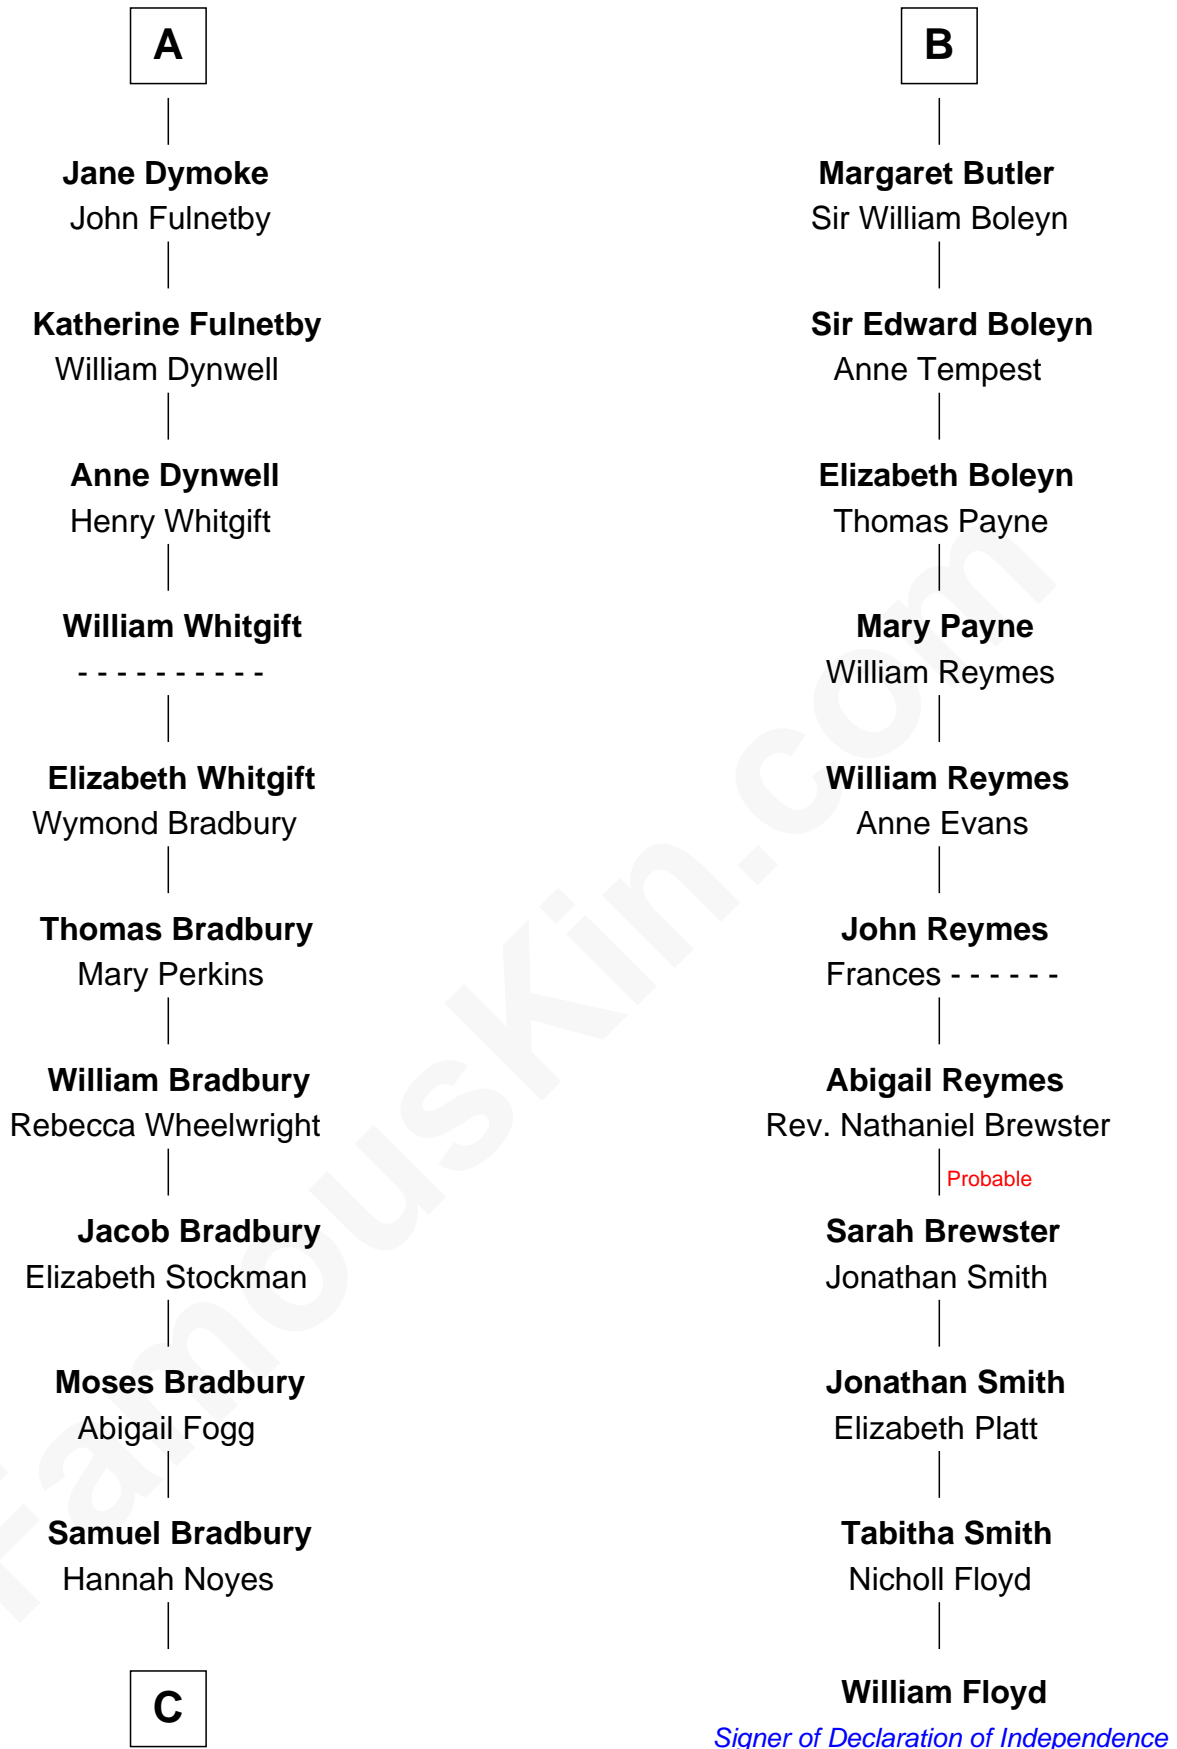 A
Jane Dymoke
John Fulnetby
Katherine Fulnetby
William Dynwell
Anne Dynwell
Henry Whitgift
William Whitgift
- - - - - - - - - -
Elizabeth Whitgift
Wymond Bradbury
Thomas Bradbury
Mary Perkins
William Bradbury
Rebecca Wheelwright
Jacob Bradbury
Elizabeth Stockman
Moses Bradbury
Abigail Fogg
Samuel Bradbury
Hannah Noyes
C
B
Margaret Butler
Sir William Boleyn
Sir Edward Boleyn
Anne Tempest
Elizabeth Boleyn
Thomas Payne
Mary Payne
William Reymes
William Reymes
Anne Evans
John Reymes
Frances - - - - - -
Abigail Reymes
Rev. Nathaniel Brewster
Probable
Sarah Brewster
Jonathan Smith
Jonathan Smith
Elizabeth Platt
Tabitha Smith
Nicholl Floyd
William Floyd
Signer of Declaration of Independence
FamousKin.com